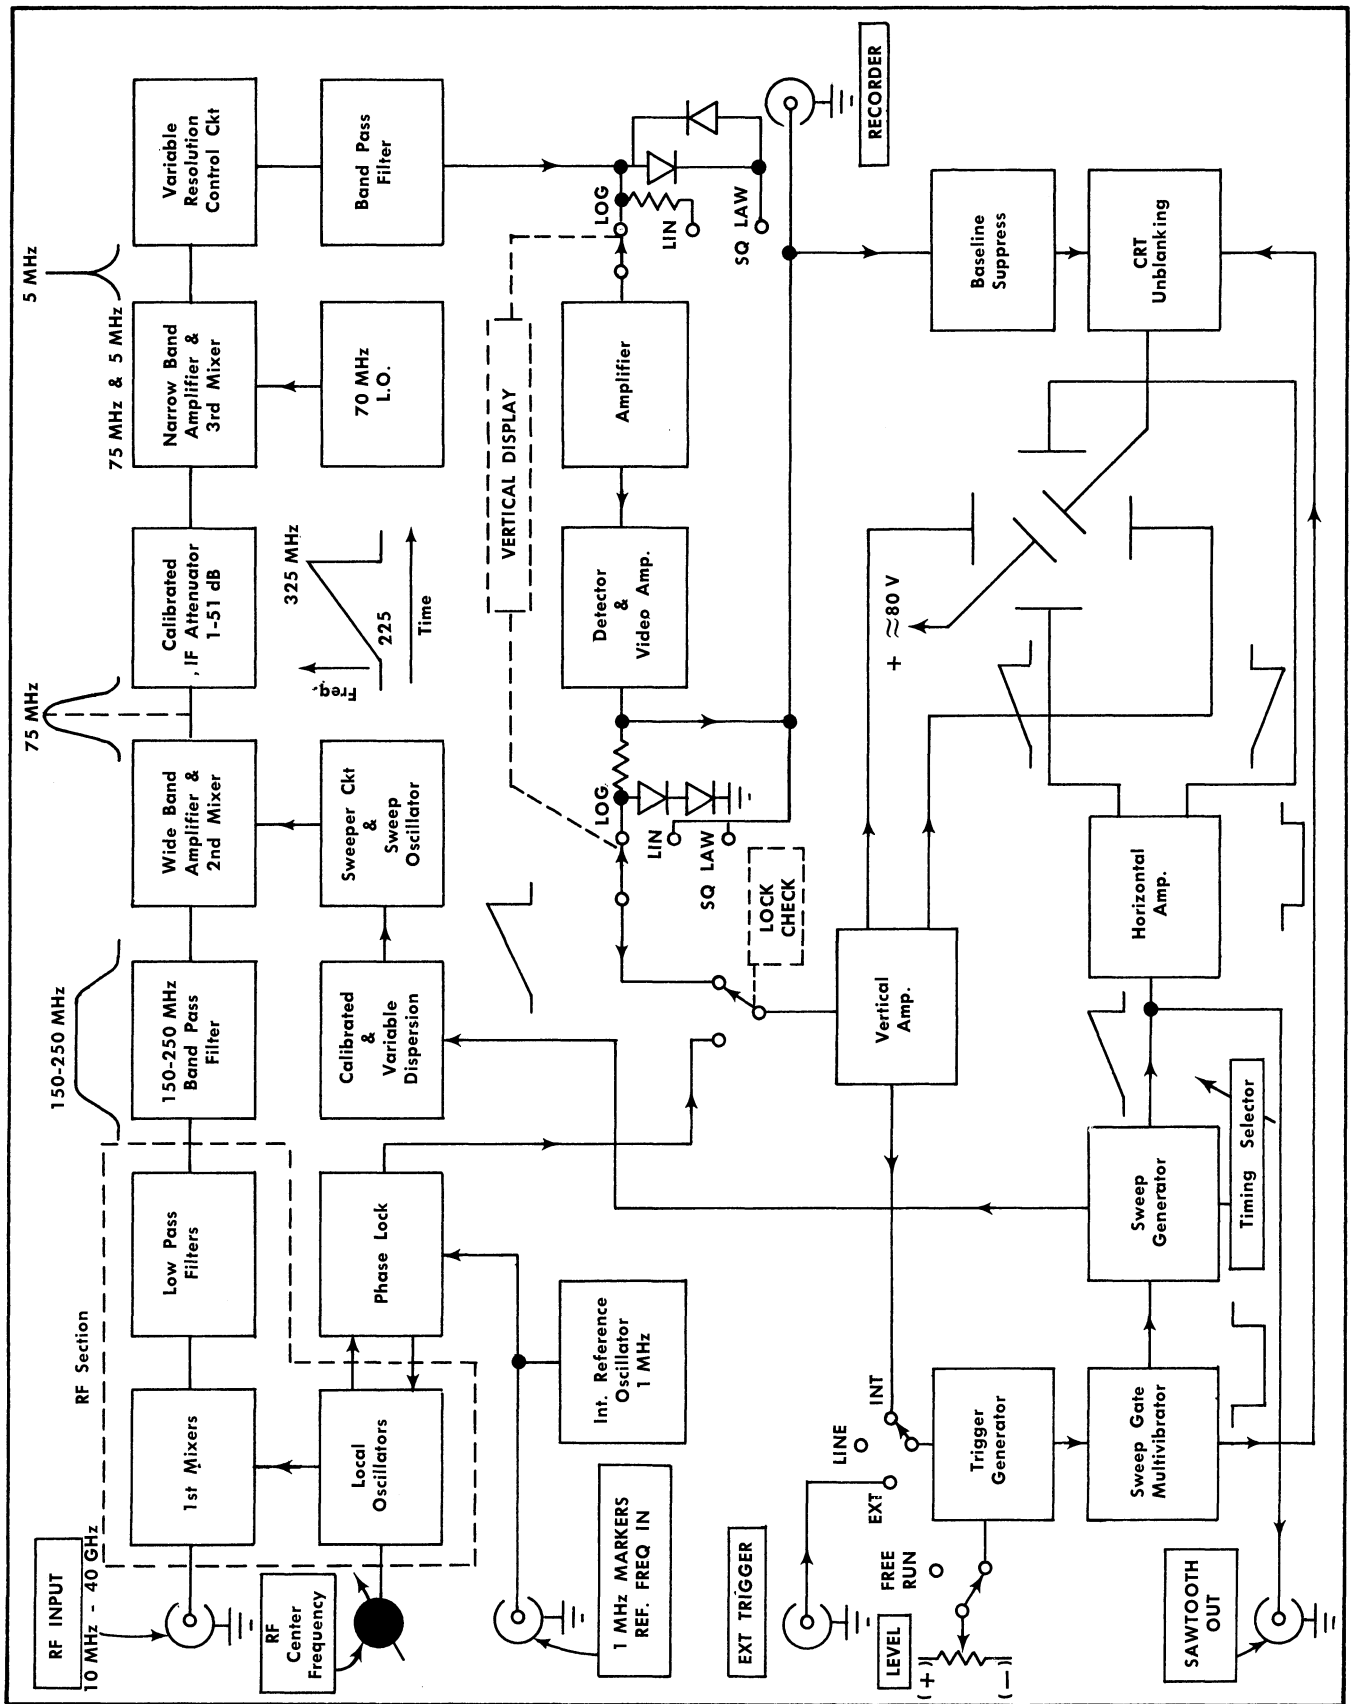 RF INPUT
10 MHz - 40 GHz
RF Section
150-250 MHz
75 MHz
75 MHz & 5 MHz
5 MHz
1st Mixers
Low Pass
Filters
150-250 MHz
Band Pass
Filter
Wide Band
Amplifier &
2nd Mixer
Calibrated
IF Attenuator
1-51 dB
Narrow Band
Amplifier &
3rd Mixer
Variable
Resolution
Control Ckt
RF
Center
Frequency
Local
Oscillators
Phase Lock
Calibrated
&
Variable
Dispersion
Sweeper Ckt
&
Sweep
Oscillator
Freq.
325 MHz
225
Time
70 MHz
L.O.
Band Pass
Filter
1 MHz MARKERS
REF. FREQ IN
Int. Reference
Oscillator
1 MHz
VERTICAL DISPLAY
LOG
LIN
SQ LAW
Detector
&
Video Amp.
Amplifier
LOG
LIN
SQ LAW
LOCK
CHECK
RECORDER
EXT TRIGGER
EXT
LINE
INT
Vertical
Amp.
+ ≈80 V
Baseline
Suppress
LEVEL
(+)
(−)
FREE
RUN
Trigger
Generator
Sweep Gate
Multivibrator
Sweep
Generator
Horizontal
Amp.
CRT
Unblanking
Timing Selector
SAWTOOTH
OUT